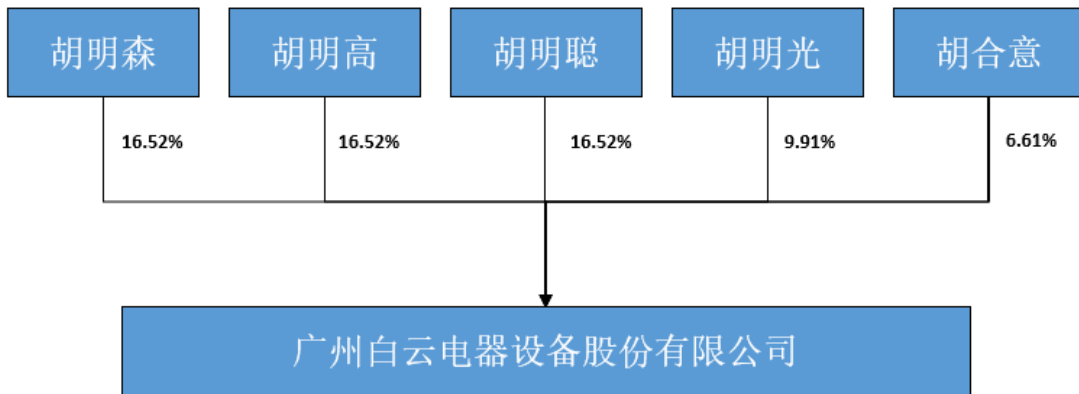 胡明森
胡明高
胡明聪
胡明光
胡合意
16.52%
16.52%
16.52%
9.91%
6.61%
广州白云电器设备股份有限公司